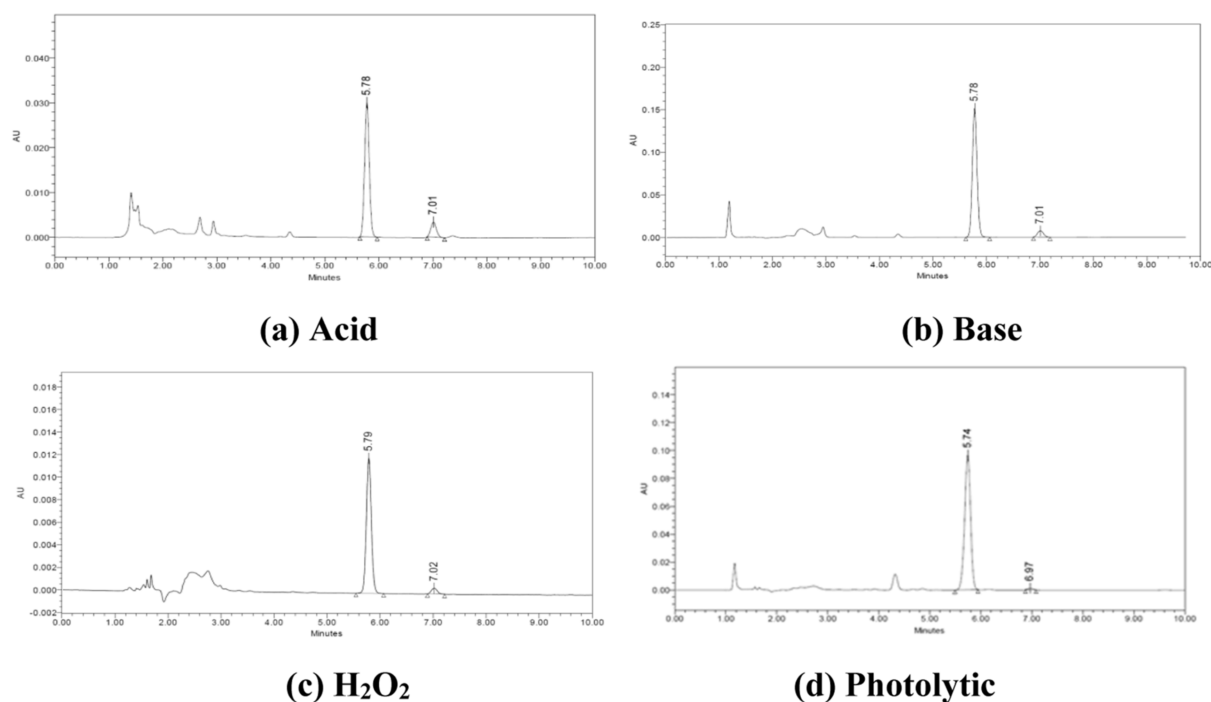 0.040
0.030
0.020
0.010
0.000
AU
5.78
7.01
0.00 1.00 2.00 3.00 4.00 5.00 6.00 7.00 8.00 9.00 10.00
Minutes
(a) Acid
0.25
0.20
0.15
0.10
0.05
0.00
AU
5.78
7.01
0.00 1.00 2.00 3.00 4.00 5.00 6.00 7.00 8.00 9.00 10.00
Minutes
(b) Base
0.018
0.016
0.014
0.012
0.010
0.008
0.006
0.004
0.002
0.000
-0.002
AU
5.79
7.02
0.00 1.00 2.00 3.00 4.00 5.00 6.00 7.00 8.00 9.00 10.00
Minutes
(c) H₂O₂
0.14
0.12
0.10
0.08
0.06
0.04
0.02
0.00
AU
5.74
6.97
0.00 1.00 2.00 3.00 4.00 5.00 6.00 7.00 8.00 9.00 10.00
Minutes
(d) Photolytic